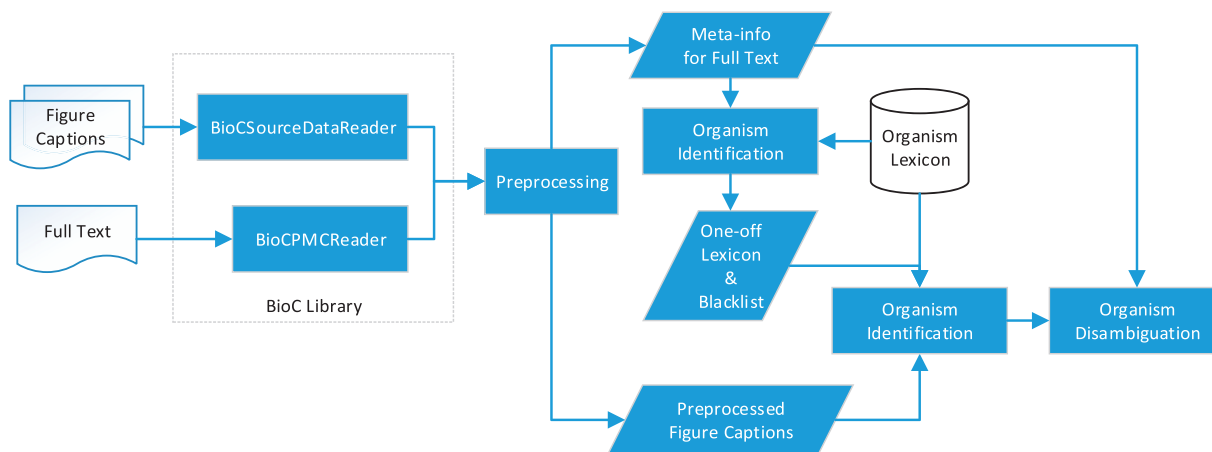 Figure
Captions
Full Text
BioCSourceDataReader
BioCPMCReader
BioC Library
Preprocessing
Meta-info
for Full Text
Organism
Identification
Organism
Lexicon
One-off
Lexicon
&
Blacklist
Organism
Identification
Organism
Disambiguation
Preprocessed
Figure Captions